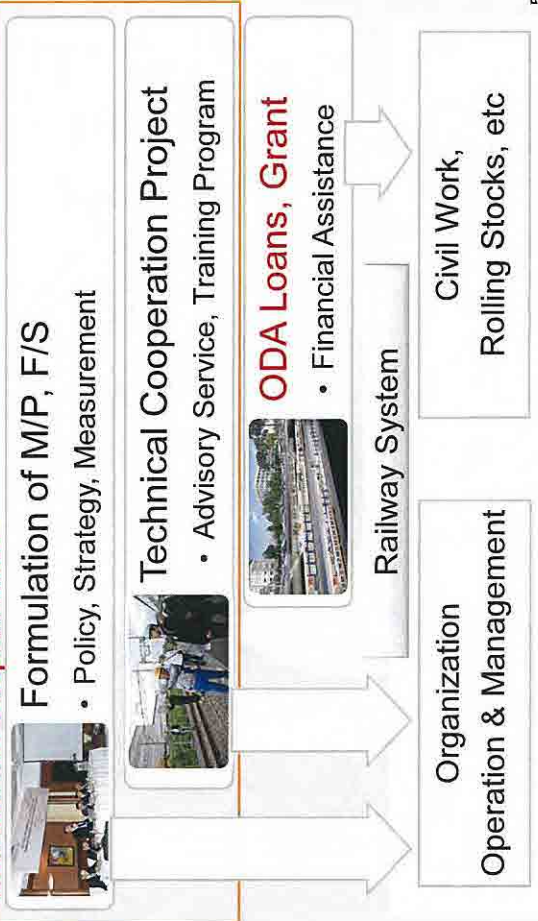 Formulation of M/P, F/S
• Policy, Strategy, Measurement
Technical Cooperation Project
• Advisory Service, Training Program
ODA Loans, Grant
• Financial Assistance
Railway System
Organization
Operation & Management
Civil Work,
Rolling Stocks, etc